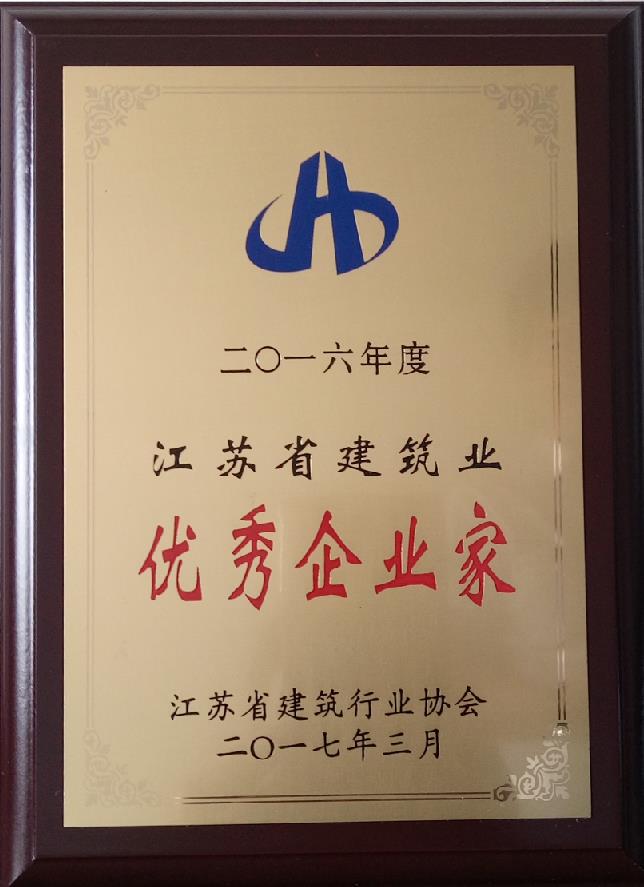 二〇一六年度
江苏省建筑业
优秀企业家
江苏省建筑行业协会
二〇一七年三月